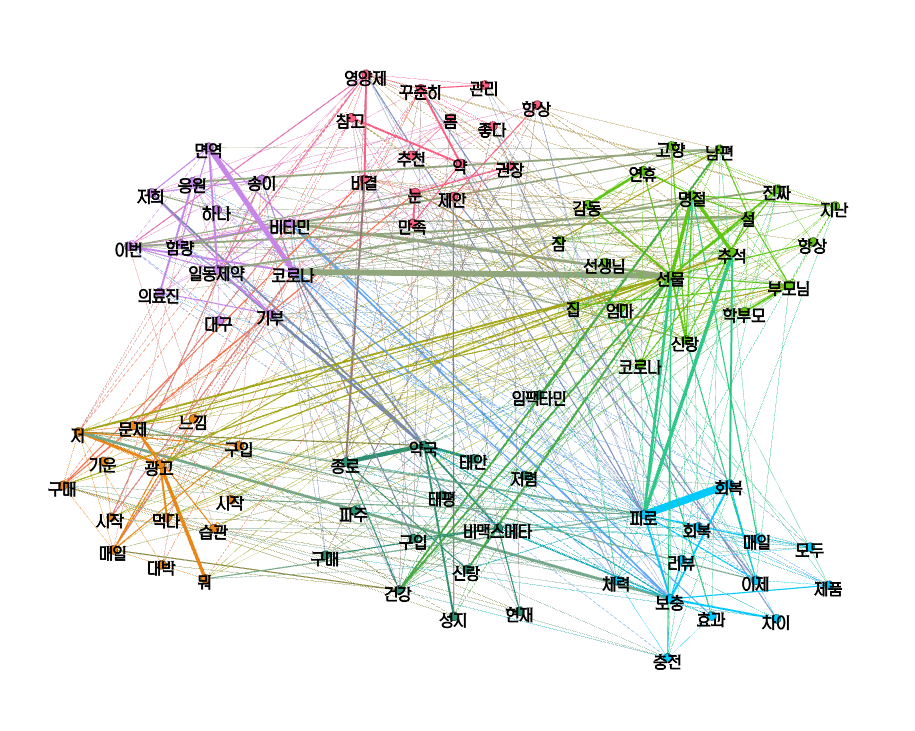 영양제
꾸준히
관리
향상
참고
몸
좋다
추천
약
권장
비결
눈
제안
만족
면역
응원
송이
저희
하나
비타민
이번
함량
일동제약
코로나
의료진
대구
기부
고향
남편
연휴
명절
진짜
감동
설
지난
잠
추석
항상
선생님
선물
부모님
집
엄마
학부모
신랑
코로나
임팩타민
저
문제
느낌
구입
기운
광고
구매
시작
시작
먹다
습관
매일
대박
뭐
약국
종로
태안
저렴
태평
파주
구입
비맥스메타
구매
신랑
건강
성지
현재
회복
피로
회복
매일
모두
리뷰
체력
이제
제품
보충
효과
차이
충전